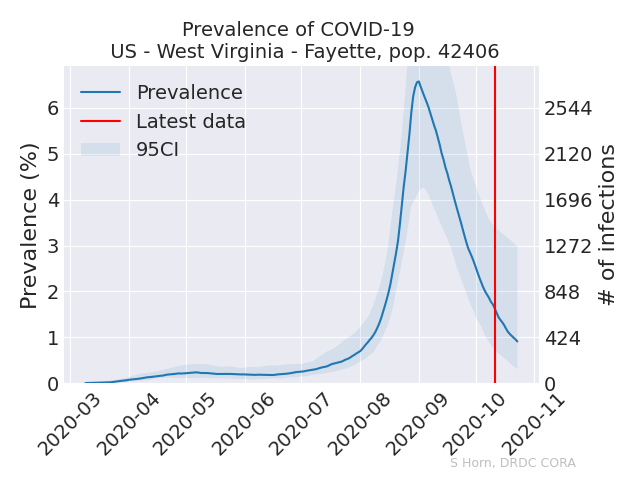 Prevalence of COVID-19
US - West Virginia - Fayette, pop. 42406
Prevalence
Latest data
95CI
Prevalence (%)
6
5
4
3
2
1
0
2544
2120
1696
1272
848
424
0
# of infections
2020-03
2020-04
2020-05
2020-06
2020-07
2020-08
2020-09
2020-10
2020-11
S Horn, DRDC CORA